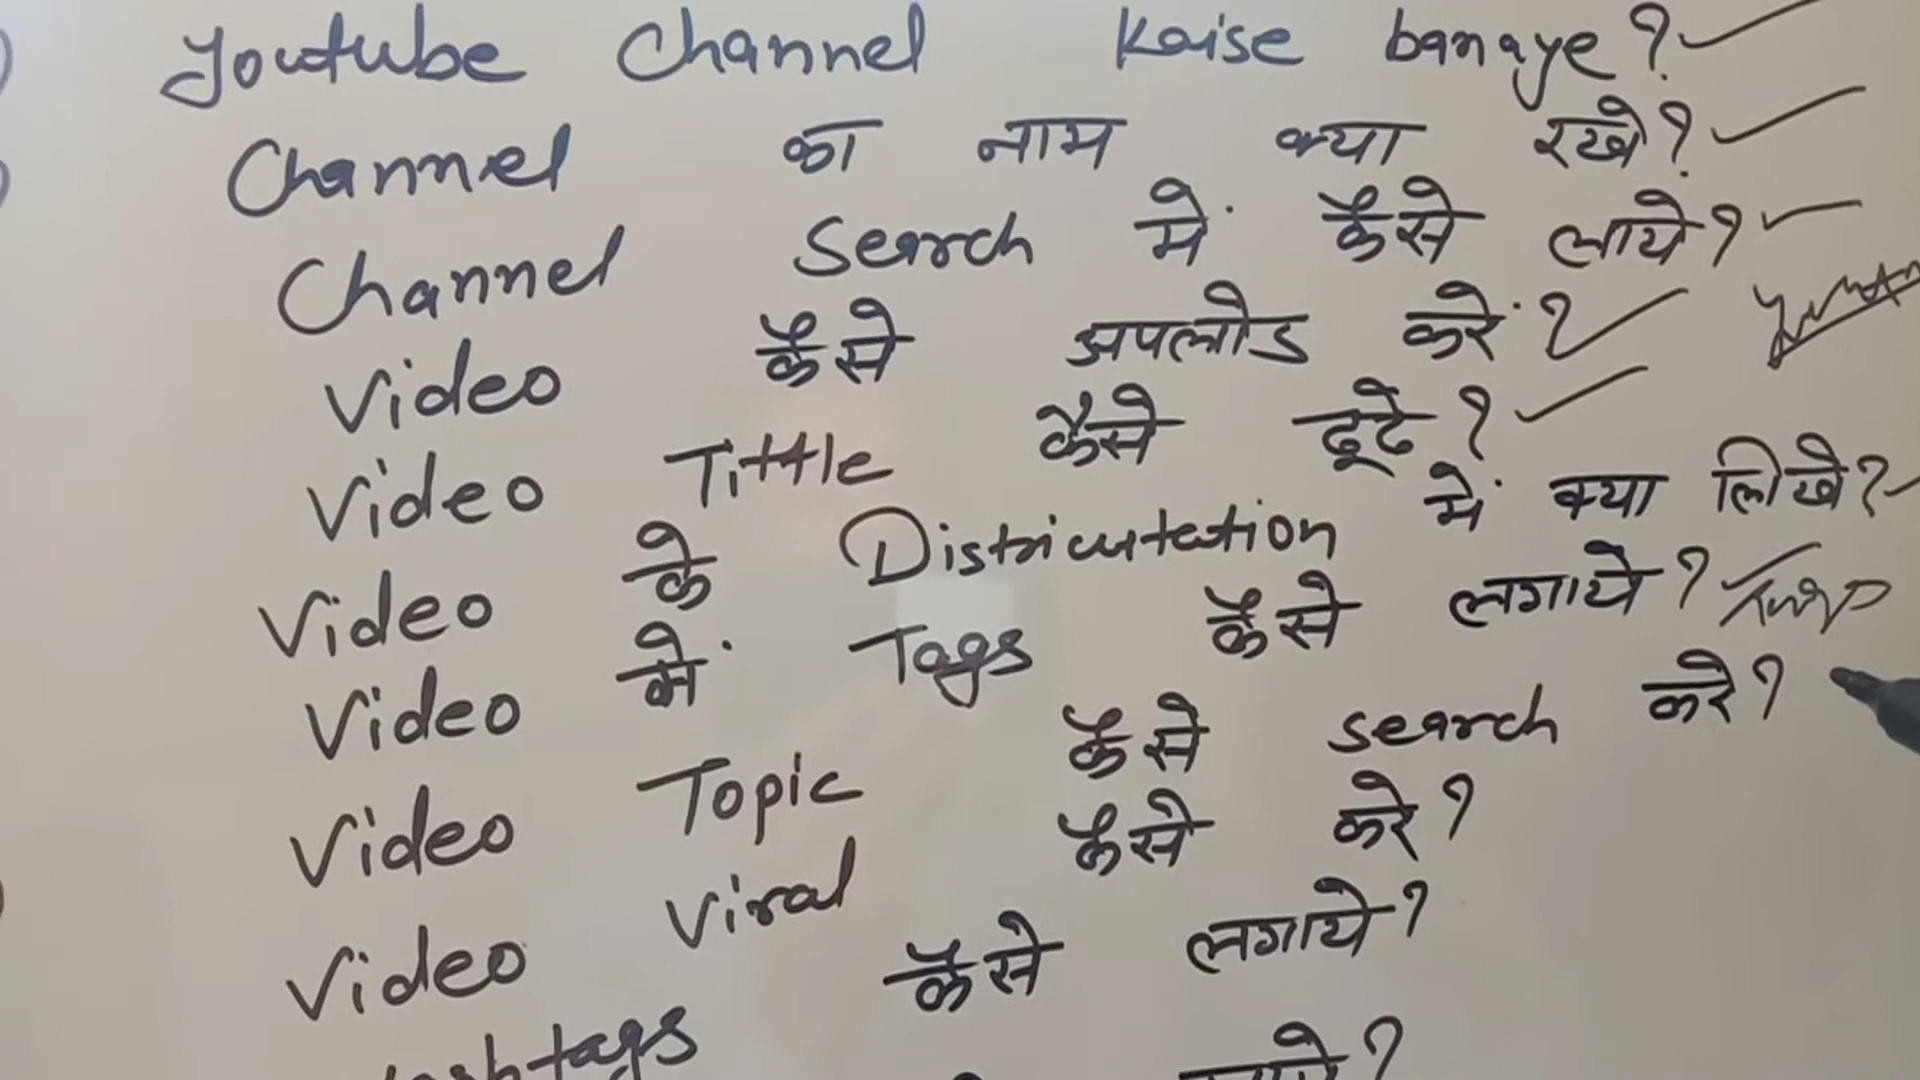 Youtube Channel Kaise banaye?
Channel का नाम क्या रखे?
Channel Search में कैसे लाये?
Video कैसे अपलोड करें?
Video Tittle कैसे ढूढे?
Video के Districutation में क्या लिखे?
Video में Tags कैसे लगाये?
Video Topic कैसे search करे?
Video Viral कैसे करे?
कैसे लगाये?